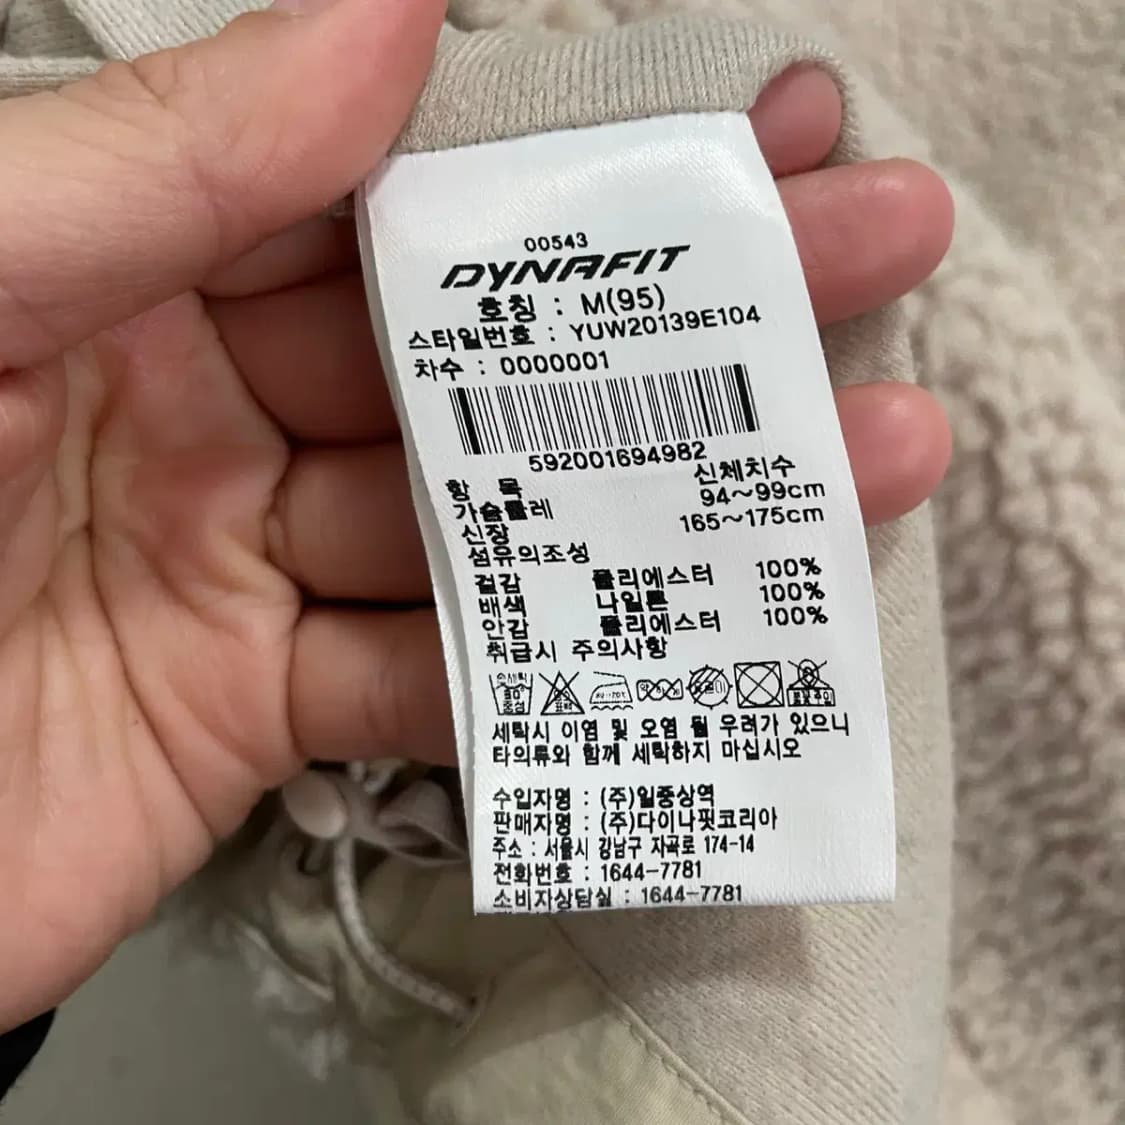 00543
DYNAFIT
호칭 : M(95)
스타일번호 : YUW20139E104
차수 : 0000001
592001694982
항 목 신체치수
가슴둘레 94~99cm
신장 165~175cm
섬유의조성
겉감 폴리에스터 100%
배색 나일론 100%
안감 폴리에스터 100%
취급시 주의사항
손세탁 30° 중성
세탁시 이염 및 오염 될 우려가 있으니
타의류와 함께 세탁하지 마십시오
수입자명 : (주)일중상역
판매자명 : (주)다이나핏코리아
주소 : 서울시 강남구 자곡로 174-14
전화번호 : 1644-7781
소비자상담실 : 1644-7781